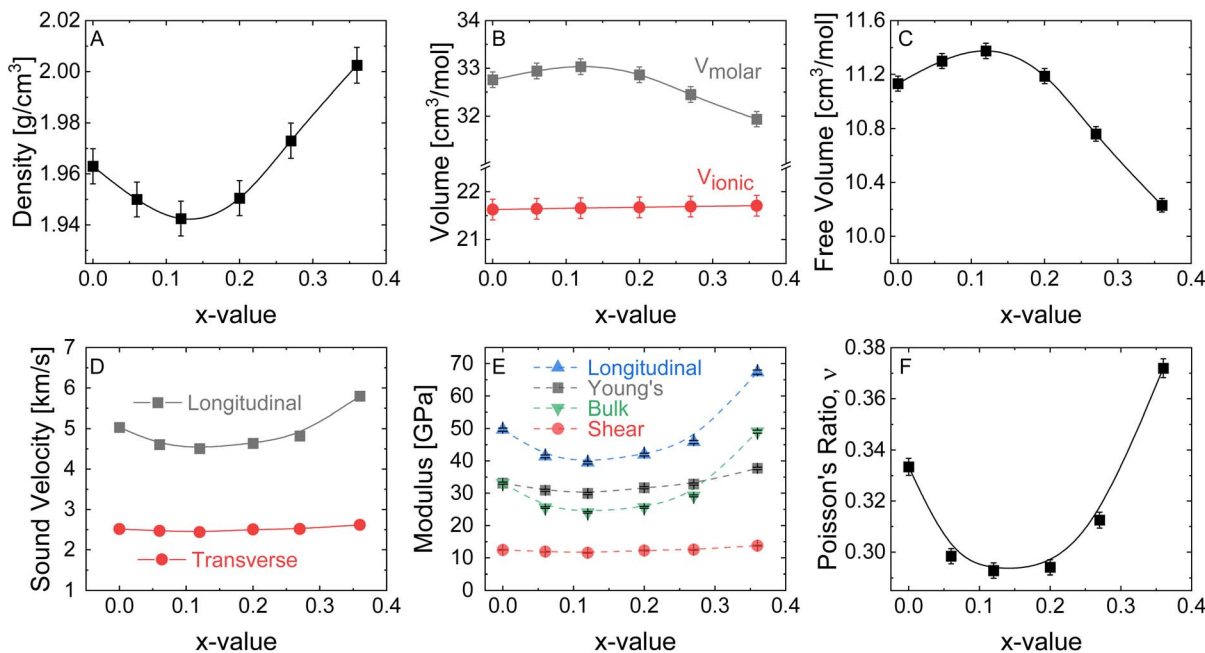 A
Density [g/cm³]
2.02
2.00
1.98
1.96
1.94
0.0 0.1 0.2 0.3 0.4
x-value
B
Volume [cm³/mol]
34
33
32
22
21
V_molar
V_ionic
0.0 0.1 0.2 0.3 0.4
x-value
C
Free Volume [cm³/mol]
11.6
11.2
10.8
10.4
10.0
0.0 0.1 0.2 0.3 0.4
x-value
D
Sound Velocity [km/s]
7
6
5
4
3
2
1
Longitudinal
Transverse
0.0 0.1 0.2 0.3 0.4
x-value
E
Modulus [GPa]
70
60
50
40
30
20
10
0
Longitudinal
Young's
Bulk
Shear
0.0 0.1 0.2 0.3 0.4
x-value
F
Poisson's Ratio, ν
0.38
0.36
0.34
0.32
0.30
0.0 0.1 0.2 0.3 0.4
x-value